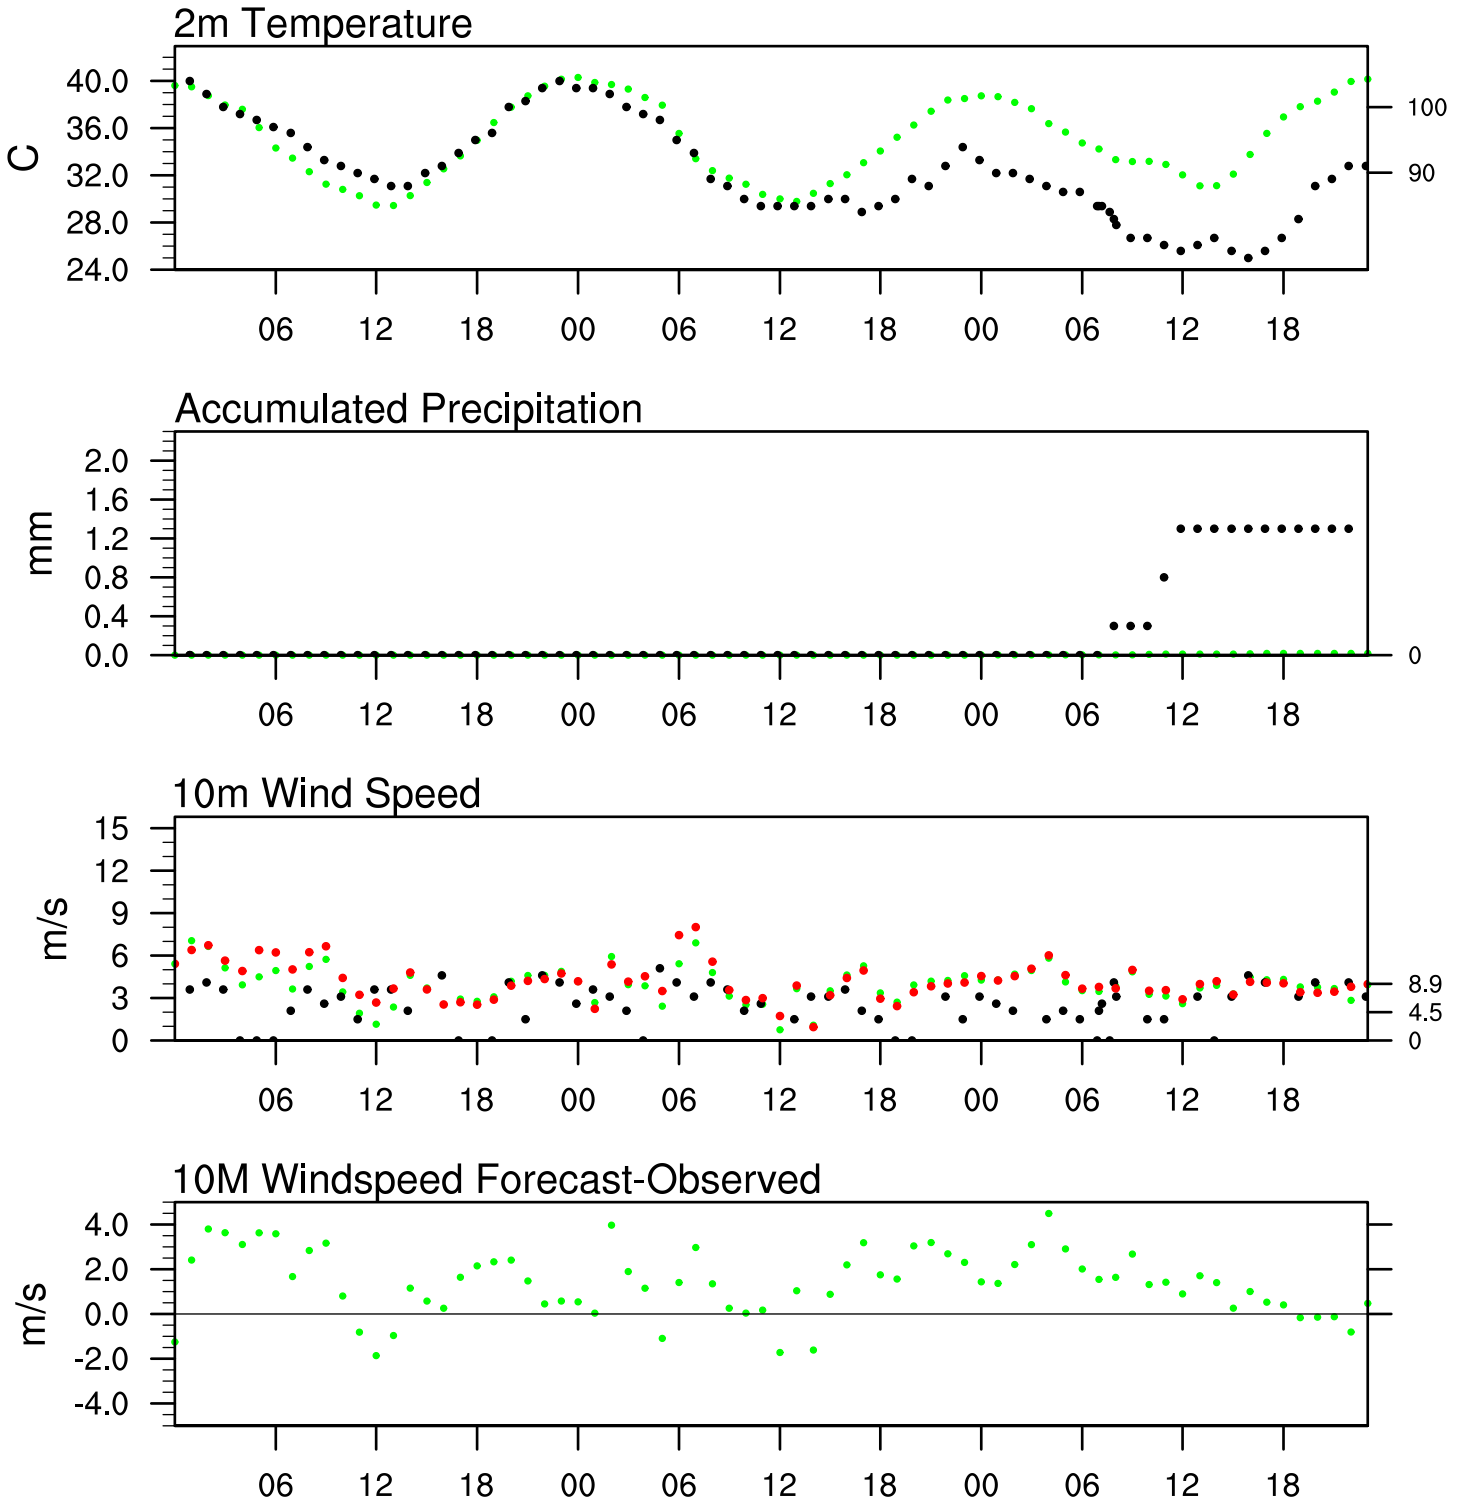 2m Temperature
C
40.0
36.0
32.0
28.0
24.0
100
90
06 12 18 00 06 12 18 00 06 12 18
Accumulated Precipitation
mm
2.0
1.6
1.2
0.8
0.4
0.0
0
06 12 18 00 06 12 18 00 06 12 18
10m Wind Speed
m/s
15
12
9
6
3
0
8.9
4.5
0
06 12 18 00 06 12 18 00 06 12 18
10M Windspeed Forecast-Observed
m/s
4.0
2.0
0.0
-2.0
-4.0
06 12 18 00 06 12 18 00 06 12 18